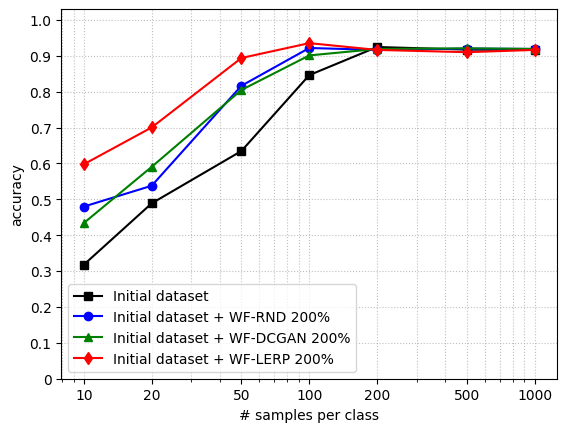 1.0
0.9
0.8
0.7
0.6
0.5
0.4
0.3
0.2
0.1
0
accuracy
Initial dataset
Initial dataset + WF-RND 200%
Initial dataset + WF-DCGAN 200%
Initial dataset + WF-LERP 200%
10 20 50 100 200 500 1000
# samples per class